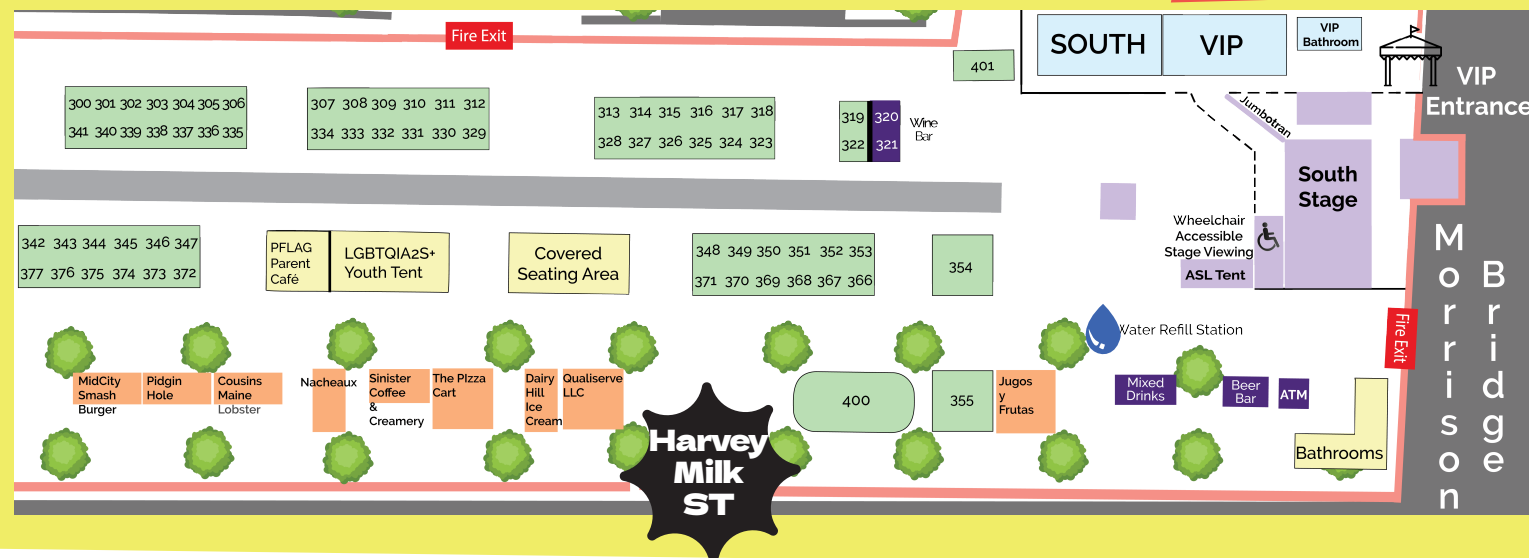 Fire Exit
SOUTH
VIP
VIP
Bathroom
401
VIP
Entrance
300 301 302 303 304 305 306
341 340 339 338 337 336 335
307 308 309 310 311 312
334 333 332 331 330 329
313 314 315 316 317 318
328 327 326 325 324 323
319 320
322 321
Wine
Bar
Jumbotran
South
Stage
342 343 344 345 346 347
377 376 375 374 373 372
PFLAG
Parent
Café
LGBTQIA2S+
Youth Tent
Covered
Seating Area
348 349 350 351 352 353
371 370 369 368 367 366
354
Wheelchair
Accessible
Stage Viewing
ASL Tent
Morrison
Bridge
Fire Exit
Water Refill Station
MidCity
Smash
Burger
Pidgin
Hole
Cousins
Maine
Lobster
Nacheaux
Sinister
Coffee
&
Creamery
The PIzza
Cart
Dairy
Hill
Ice
Cream
Qualiserve
LLC
400
355
Jugos
y
Frutas
Mixed
Drinks
Beer
Bar
ATM
Bathrooms
Harvey
Milk
ST